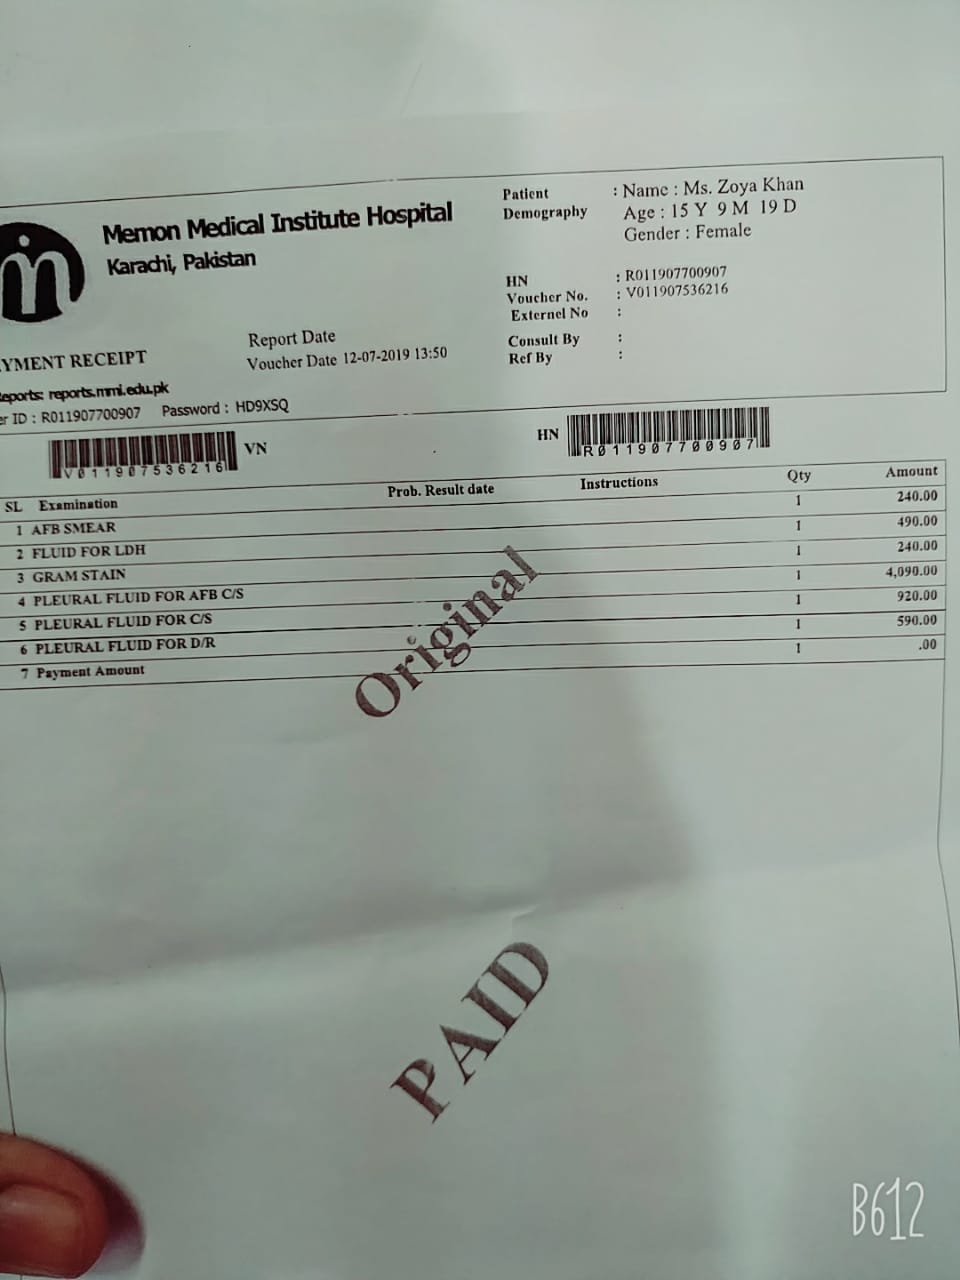 Memon Medical Institute Hospital
Karachi, Pakistan
Patient Demography : Name : Ms. Zoya Khan
Age : 15 Y 9 M 19 D
Gender : Female
HN : R011907700907
Voucher No. : V011907536216
Externel No :
Consult By :
Ref By :
YMENT RECEIPT
Report Date
Voucher Date 12-07-2019 13:50
eports: reports.mmi.edu.pk
er ID : R011907700907 Password : HD9XSQ
V011907536216 VN
HN R011907700907
SL Examination Prob. Result date Instructions Qty Amount
1 AFB SMEAR 1 240.00
2 FLUID FOR LDH 1 490.00
3 GRAM STAIN 1 240.00
4 PLEURAL FLUID FOR AFB C/S 1 4,090.00
5 PLEURAL FLUID FOR C/S 1 920.00
6 PLEURAL FLUID FOR D/R 1 590.00
7 Payment Amount 1 .00
Original
PAID
B612